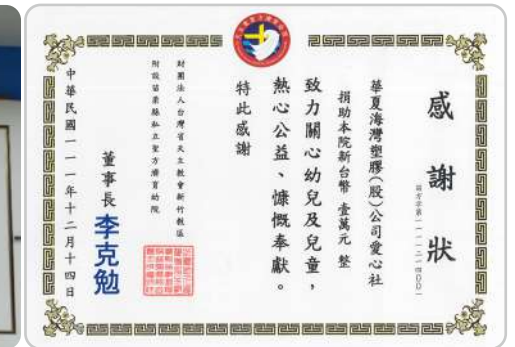 感謝狀
華夏海灣塑膠(股)公司愛心社
捐助本院新台幣 壹萬元 整
致力關心幼兒及兒童，
熱心公益、慷慨奉獻。
特此感謝
財團法人台灣省天主教會新竹教區
附設苗栗縣私立聖方濟育幼院
董事長 李克勉
中華民國一一一年十二月十四日